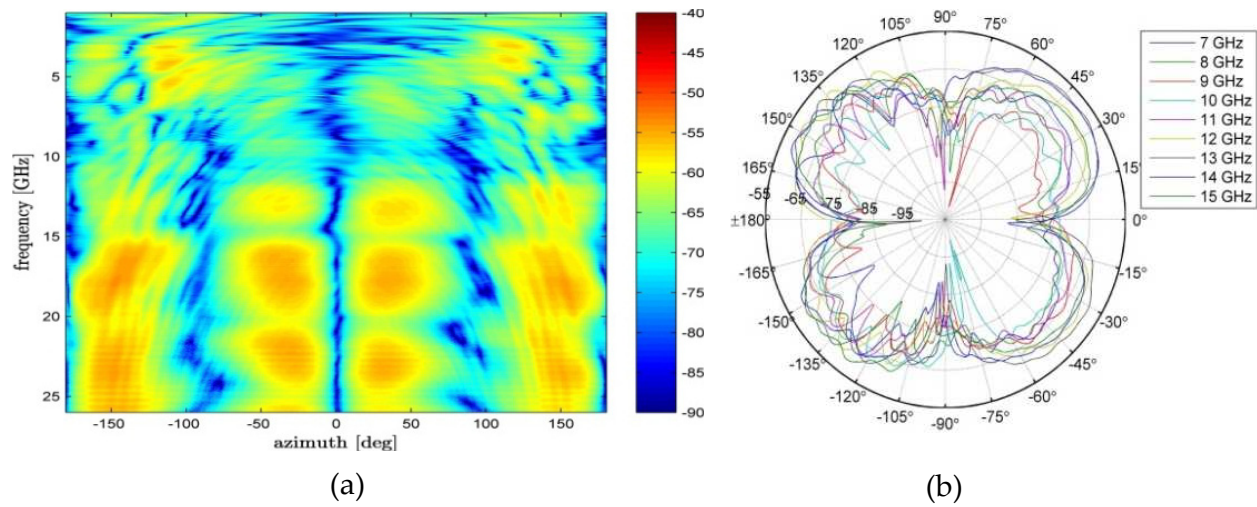 5
10
15
20
25
frequency [GHz]
-150 -100 -50 0 50 100 150
azimuth [deg]
-40
-45
-50
-55
-60
-65
-70
-75
-80
-85
-90
(a)
90°
105° 75°
120° 60°
135° 45°
150° 30°
165° 15°
-55 -65 -75 -85 -95
±180° 0°
-165° -15°
-150° -30°
-135° -45°
-120° -60°
-105° -75°
-90°
7 GHz
8 GHz
9 GHz
10 GHz
11 GHz
12 GHz
13 GHz
14 GHz
15 GHz
(b)